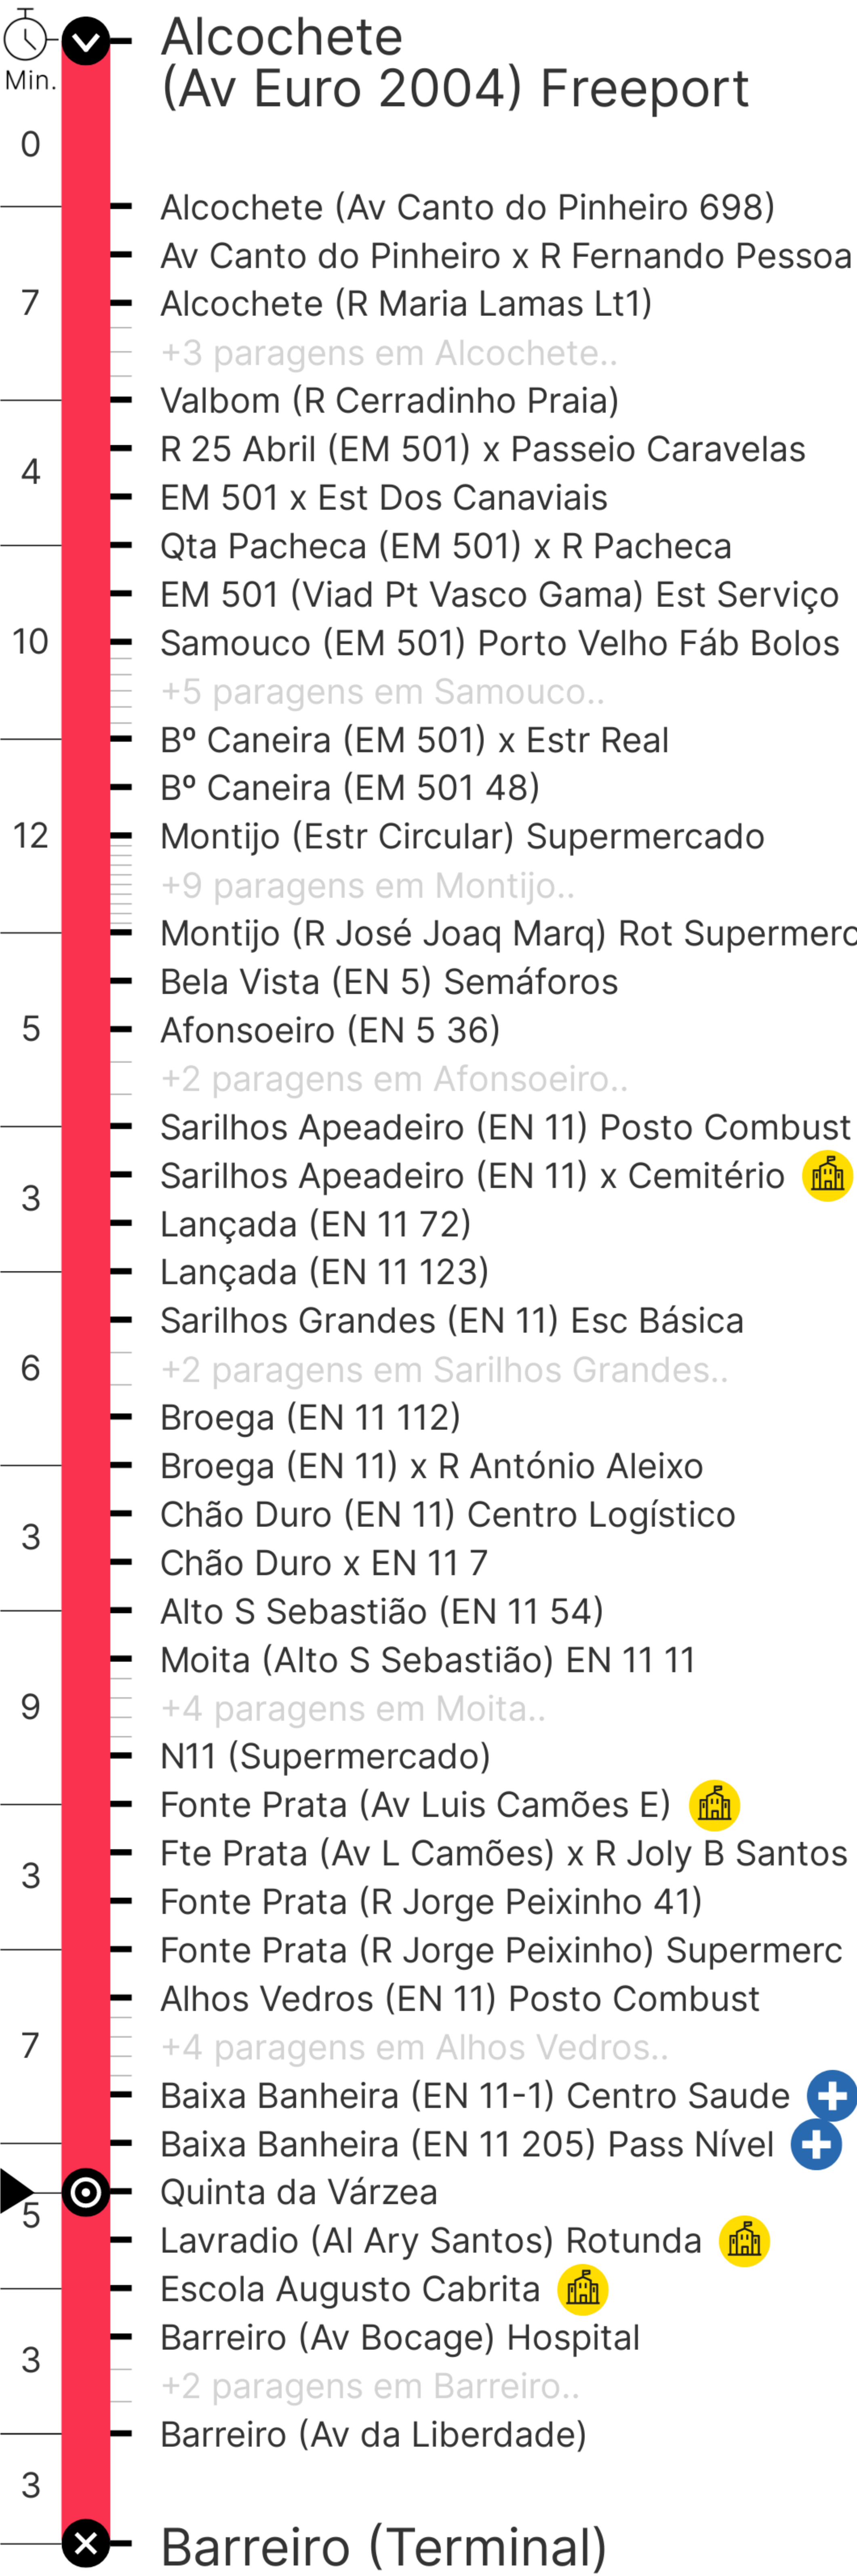 Alcochete
(Av Euro 2004) Freeport
Min.
0
Alcochete (Av Canto do Pinheiro 698)
Av Canto do Pinheiro x R Fernando Pessoa
7
Alcochete (R Maria Lamas Lt1)
+3 paragens em Alcochete..
Valbom (R Cerradinho Praia)
R 25 Abril (EM 501) x Passeio Caravelas
4
EM 501 x Est Dos Canaviais
Qta Pacheca (EM 501) x R Pacheca
EM 501 (Viad Pt Vasco Gama) Est Serviço
10
Samouco (EM 501) Porto Velho Fáb Bolos
+5 paragens em Samouco..
Bº Caneira (EM 501) x Estr Real
Bº Caneira (EM 501 48)
12
Montijo (Estr Circular) Supermercado
+9 paragens em Montijo..
Montijo (R José Joaq Marq) Rot Supermerc
Bela Vista (EN 5) Semáforos
5
Afonsoeiro (EN 5 36)
+2 paragens em Afonsoeiro..
Sarilhos Apeadeiro (EN 11) Posto Combust
Sarilhos Apeadeiro (EN 11) x Cemitério
3
Lançada (EN 11 72)
Lançada (EN 11 123)
Sarilhos Grandes (EN 11) Esc Básica
6
+2 paragens em Sarilhos Grandes..
Broega (EN 11 112)
Broega (EN 11) x R António Aleixo
Chão Duro (EN 11) Centro Logístico
3
Chão Duro x EN 11 7
Alto S Sebastião (EN 11 54)
Moita (Alto S Sebastião) EN 11 11
9
+4 paragens em Moita..
N11 (Supermercado)
Fonte Prata (Av Luis Camões E)
Fte Prata (Av L Camões) x R Joly B Santos
3
Fonte Prata (R Jorge Peixinho 41)
Fonte Prata (R Jorge Peixinho) Supermerc
Alhos Vedros (EN 11) Posto Combust
7
+4 paragens em Alhos Vedros..
Baixa Banheira (EN 11-1) Centro Saude
Baixa Banheira (EN 11 205) Pass Nível
Quinta da Várzea
5
Lavradio (Al Ary Santos) Rotunda
Escola Augusto Cabrita
Barreiro (Av Bocage) Hospital
3
+2 paragens em Barreiro..
Barreiro (Av da Liberdade)
3
Barreiro (Terminal)